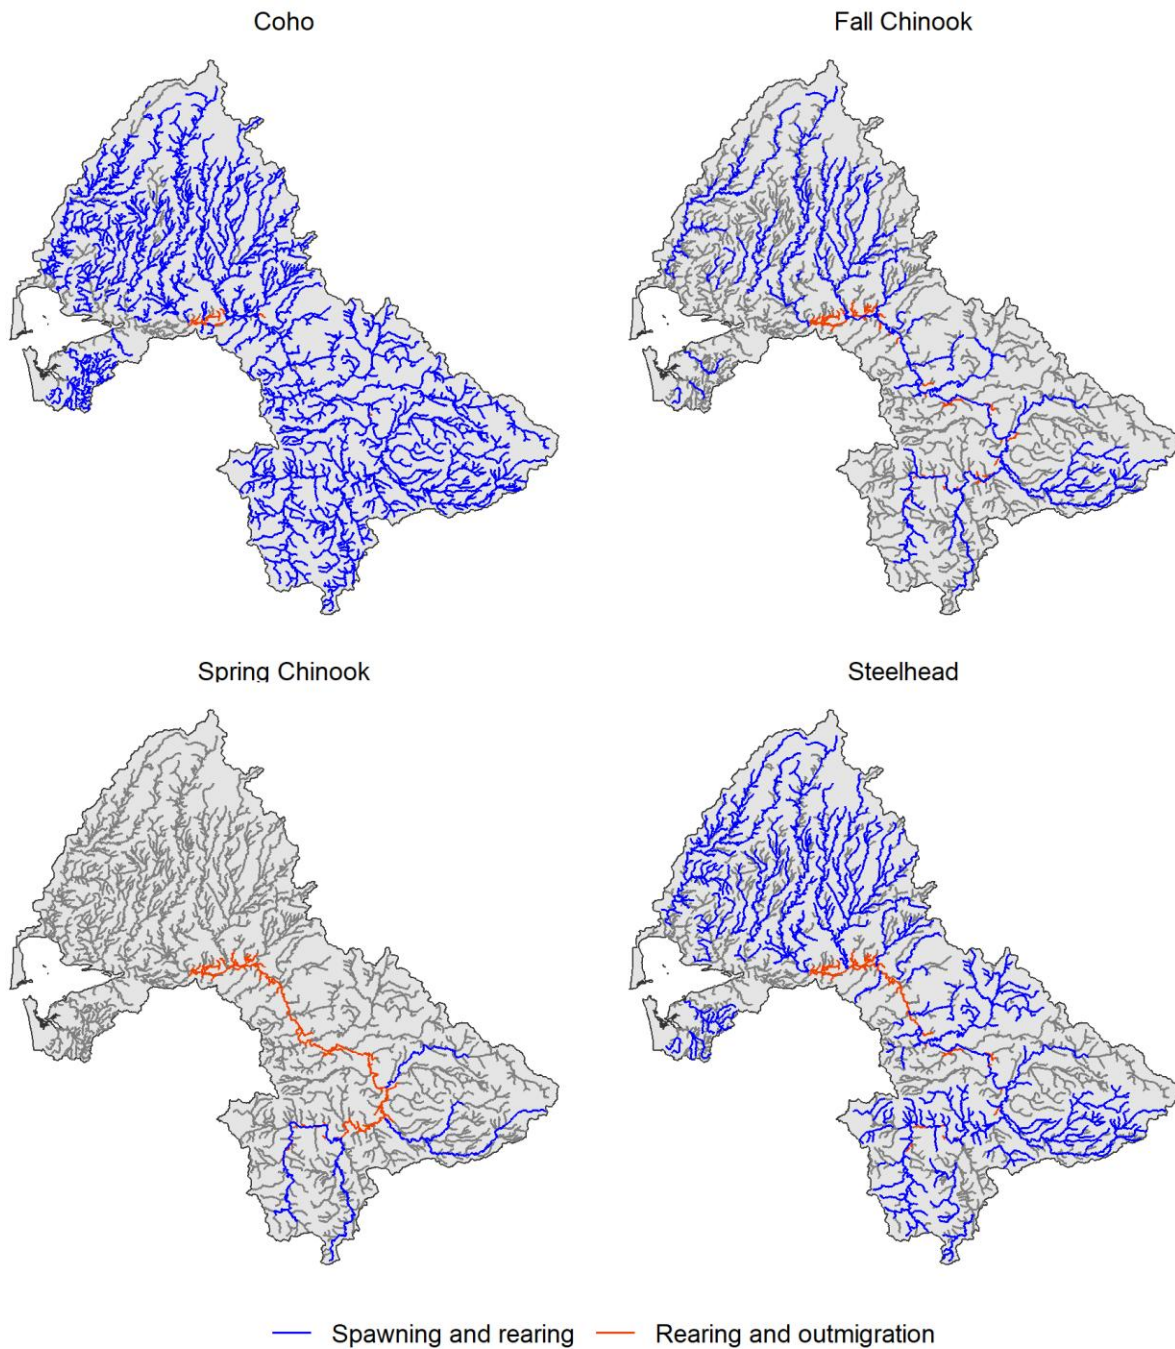 Coho
Fall Chinook
Spring Chinook
Steelhead
Spawning and rearing
Rearing and outmigration